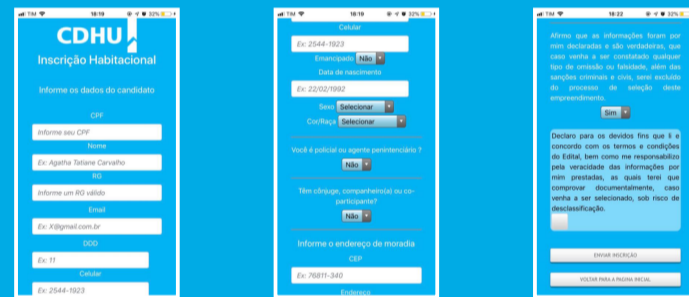 TIM 18:19 32%
CDHU
Inscrição Habitacional
Informe os dados do candidato
CPF
Informe seu CPF
Nome
Ex: Agatha Tatiane Carvalho
RG
Informe um RG válido
Email
Ex: X@gmail.com.br
DDD
Ex: 11
Celular
Ex: 2544-1923
TIM 18:19 32%
Celular
Ex: 2544-1923
Emancipado Não
Data de nascimento
Ex: 22/02/1992
Sexo Selecionar
Cor/Raça Selecionar
Você é policial ou agente penintenciário ?
Não
Têm cônjuge, companheiro(a) ou co-
participante?
Não
Informe o endereço de moradia
CEP
Ex: 76811-340
Endereço
TIM 18:22 32%
Afirmo que as informações foram por
mim declaradas e são verdadeiras, que
caso venha a ser constatado qualquer
tipo de omissão ou falsidade, além das
sanções criminais e civis, serei excluído
do processo de seleção deste
empreendimento.
Sim
Declaro para os devidos fins que li e
concordo com os termos e condições
do Edital, bem como me responsabilizo
pela veracidade das informações por
mim prestadas, as quais terei que
comprovar documentalmente, caso
venha a ser selecionado, sob risco de
desclassificação.
ENVIAR INSCRIÇÃO
VOLTAR PARA A PAGINA INICIAL